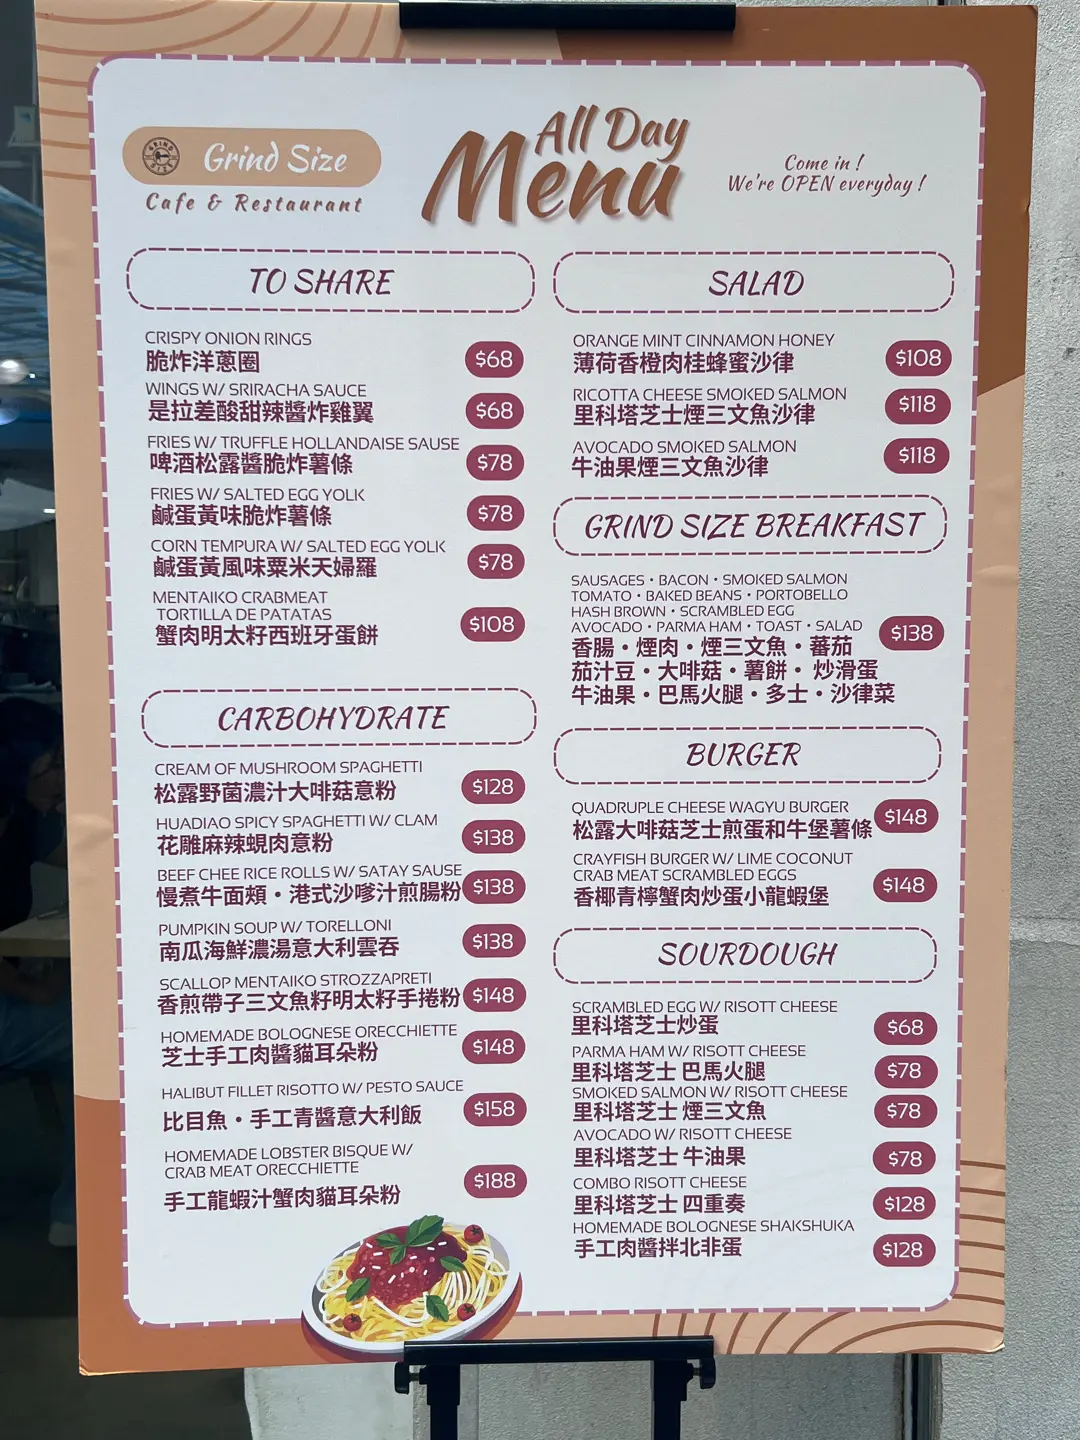 GRIND SIZE
Grind Size
Cafe & Restaurant
All Day
Menu
Come in !
We're OPEN everyday !
TO SHARE
CRISPY ONION RINGS
脆炸洋蔥圈
$68
WINGS W/ SRIRACHA SAUCE
是拉差酸甜辣醬炸雞翼
$68
FRIES W/ TRUFFLE HOLLANDAISE SAUSE
啤酒松露醬脆炸薯條
$78
FRIES W/ SALTED EGG YOLK
鹹蛋黃味脆炸薯條
$78
CORN TEMPURA W/ SALTED EGG YOLK
鹹蛋黃風味粟米天婦羅
$78
MENTAIKO CRABMEAT
TORTILLA DE PATATAS
蟹肉明太籽西班牙蛋餅
$108
CARBOHYDRATE
CREAM OF MUSHROOM SPAGHETTI
松露野菌濃汁大啡菇意粉
$128
HUADIAO SPICY SPAGHETTI W/ CLAM
花雕麻辣蜆肉意粉
$138
BEEF CHEE RICE ROLLS W/ SATAY SAUSE
慢煮牛面頰・港式沙嗲汁煎腸粉
$138
PUMPKIN SOUP W/ TORELLONI
南瓜海鮮濃湯意大利雲吞
$138
SCALLOP MENTAIKO STROZZAPRETI
香煎帶子三文魚籽明太籽手捲粉
$148
HOMEMADE BOLOGNESE ORECCHIETTE
芝士手工肉醬貓耳朵粉
$148
HALIBUT FILLET RISOTTO W/ PESTO SAUCE
比目魚・手工青醬意大利飯
$158
HOMEMADE LOBSTER BISQUE W/
CRAB MEAT ORECCHIETTE
手工龍蝦汁蟹肉貓耳朵粉
$188
SALAD
ORANGE MINT CINNAMON HONEY
薄荷香橙肉桂蜂蜜沙律
$108
RICOTTA CHEESE SMOKED SALMON
里科塔芝士煙三文魚沙律
$118
AVOCADO SMOKED SALMON
牛油果煙三文魚沙律
$118
GRIND SIZE BREAKFAST
SAUSAGES・BACON・SMOKED SALMON
TOMATO・BAKED BEANS・PORTOBELLO
HASH BROWN・SCRAMBLED EGG
AVOCADO・PARMA HAM・TOAST・SALAD
$138
香腸・煙肉・煙三文魚・蕃茄
茄汁豆・大啡菇・薯餅・ 炒滑蛋
牛油果・巴馬火腿・多士・沙律菜
BURGER
QUADRUPLE CHEESE WAGYU BURGER
松露大啡菇芝士煎蛋和牛堡薯條
$148
CRAYFISH BURGER W/ LIME COCONUT
CRAB MEAT SCRAMBLED EGGS
香椰青檸蟹肉炒蛋小龍蝦堡
$148
SOURDOUGH
SCRAMBLED EGG W/ RISOTT CHEESE
里科塔芝士炒蛋
$68
PARMA HAM W/ RISOTT CHEESE
里科塔芝士 巴馬火腿
$78
SMOKED SALMON W/ RISOTT CHEESE
里科塔芝士 煙三文魚
$78
AVOCADO W/ RISOTT CHEESE
里科塔芝士 牛油果
$78
COMBO RISOTT CHEESE
里科塔芝士 四重奏
$128
HOMEMADE BOLOGNESE SHAKSHUKA
手工肉醬拌北非蛋
$128